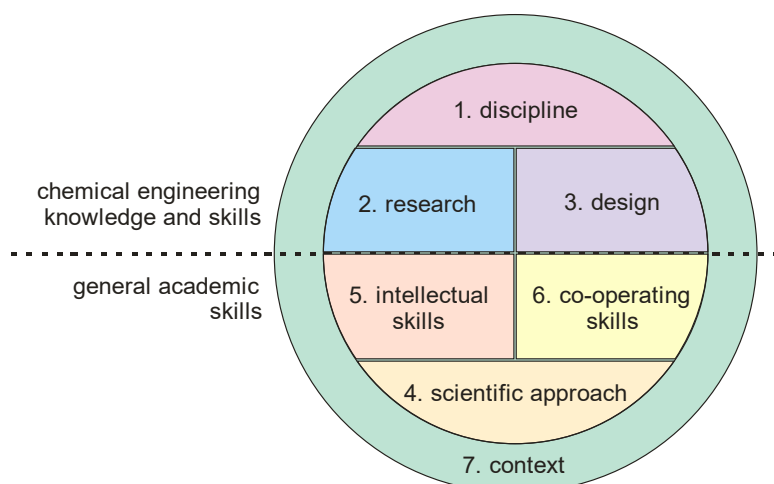 1. discipline
chemical engineering
knowledge and skills
2. research
3. design
general academic
skills
5. intellectual
skills
6. co-operating
skills
4. scientific approach
7. context